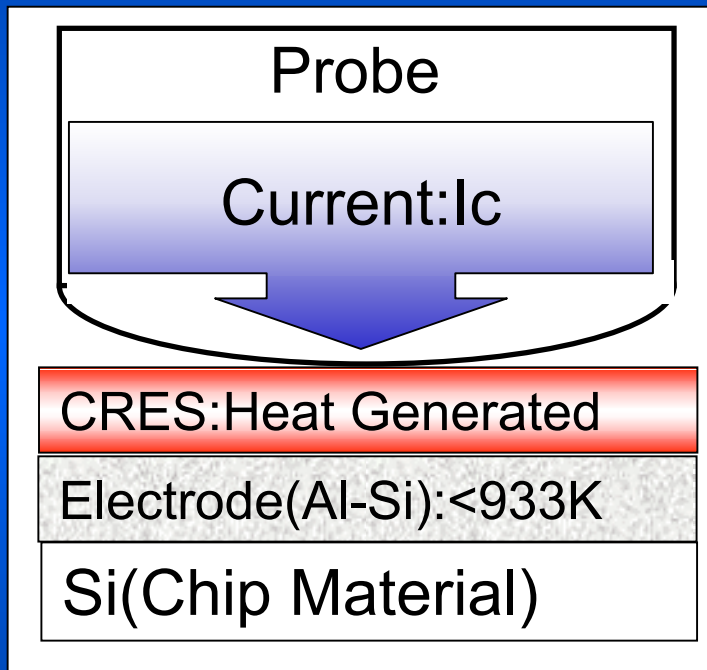 Probe
Current:Ic
CRES:Heat Generated
Electrode(Al-Si):<933K
Si(Chip Material)